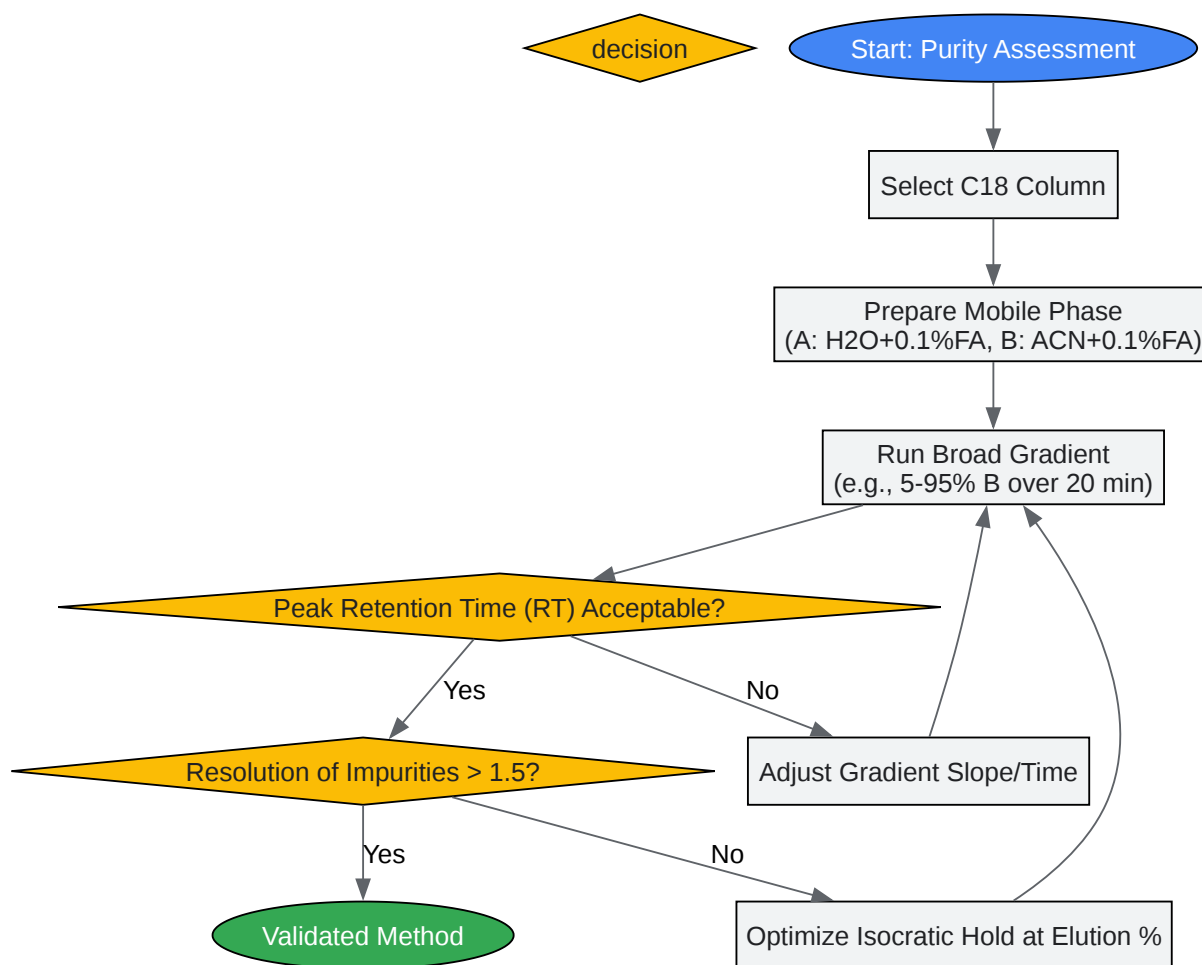 decision
Start: Purity Assessment
Select C18 Column
Prepare Mobile Phase
(A: H2O+0.1%FA, B: ACN+0.1%FA)
Run Broad Gradient
(e.g., 5-95% B over 20 min)
Peak Retention Time (RT) Acceptable?
Yes
No
Resolution of Impurities > 1.5?
Adjust Gradient Slope/Time
Yes
No
Validated Method
Optimize Isocratic Hold at Elution %